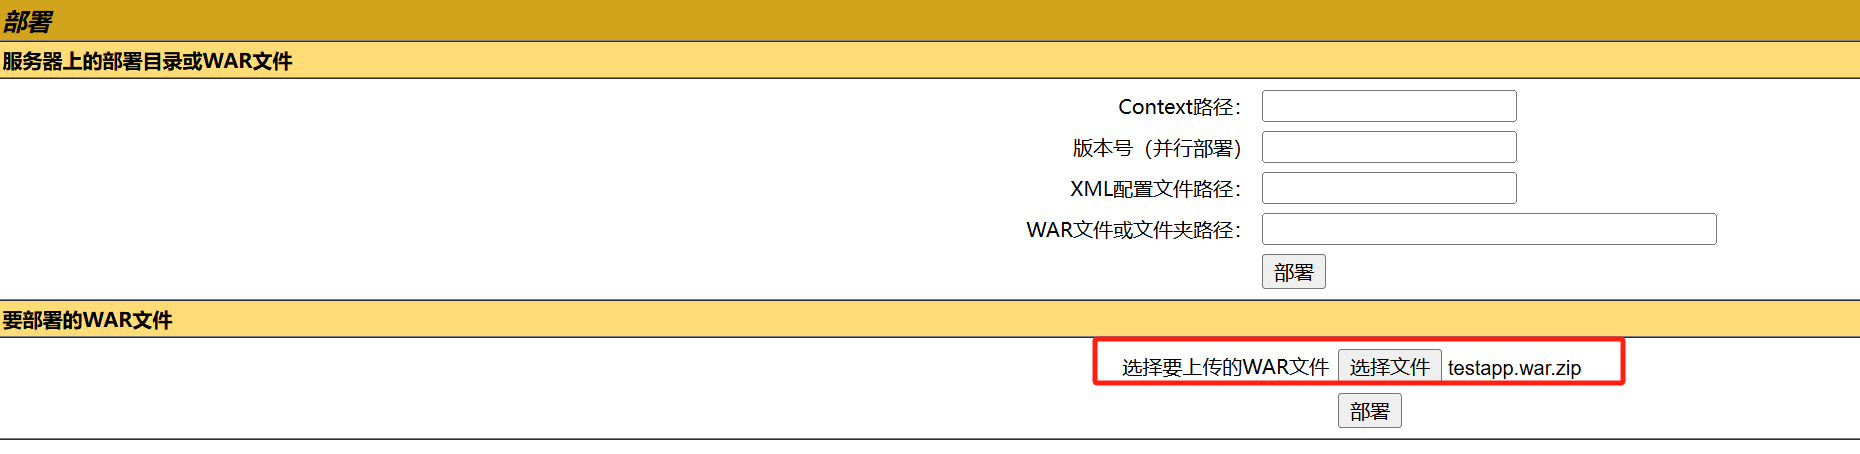 部署
服务器上的部署目录或WAR文件
Context路径：
版本号（并行部署）
XML配置文件路径：
WAR文件或文件夹路径：
部署
要部署的WAR文件
选择要上传的WAR文件 选择文件 testapp.war.zip
部署